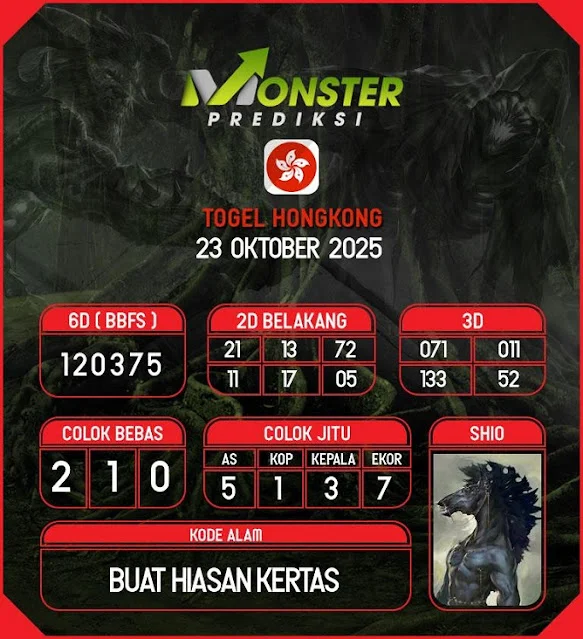 MONSTER
PREDIKSI
TOGEL HONGKONG
23 OKTOBER 2025
6D ( BBFS )
120375
2D BELAKANG
21 13 72
11 17 05
3D
071 011
133 52
COLOK BEBAS
2 1 0
COLOK JITU
AS KOP KEPALA EKOR
5 1 3 7
SHIO
KODE ALAM
BUAT HIASAN KERTAS